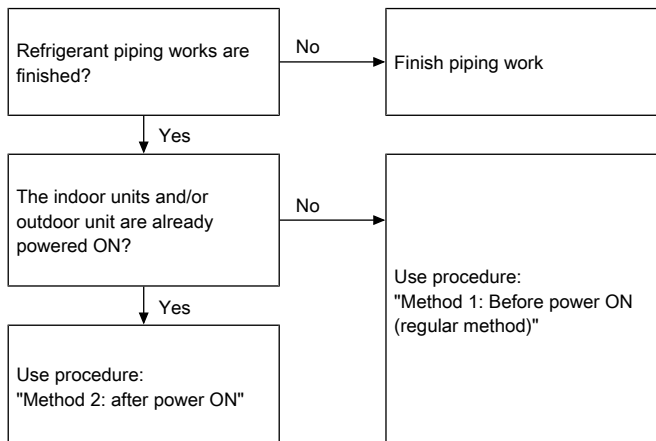 Refrigerant piping works are
finished?
No
Finish piping work
Yes
The indoor units and/or
outdoor unit are already
powered ON?
No
Use procedure:
"Method 1: Before power ON
(regular method)"
Yes
Use procedure:
"Method 2: after power ON"